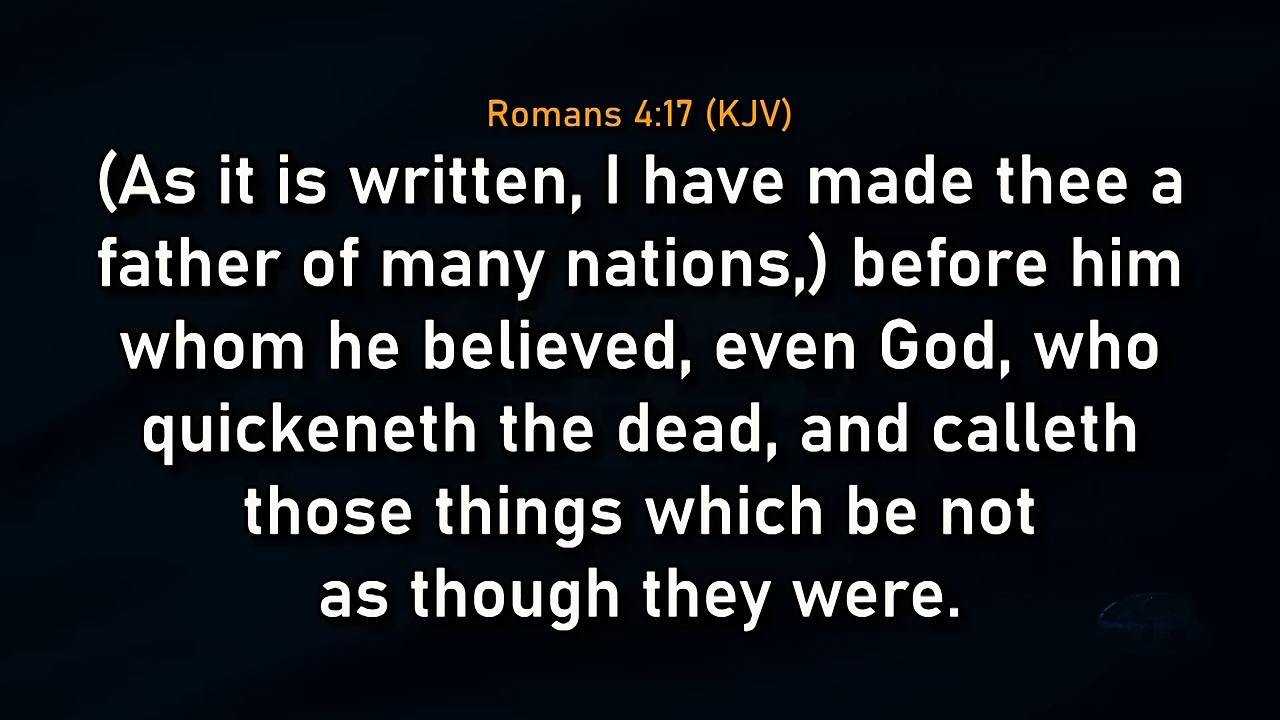 Romans 4:17 (KJV)
(As it is written, I have made thee a
father of many nations,) before him
whom he believed, even God, who
quickeneth the dead, and calleth
those things which be not
as though they were.